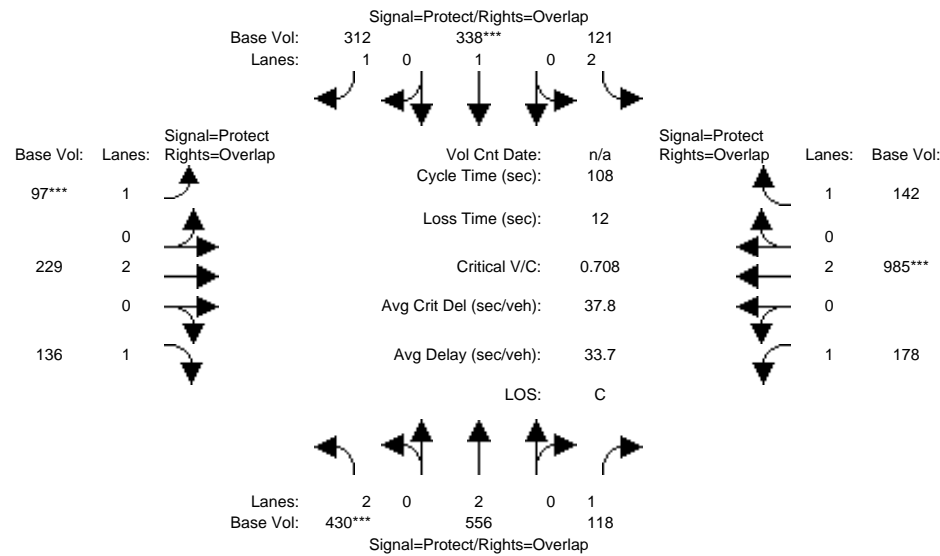 Signal=Protect/Rights=Overlap
Base Vol: 312 338*** 121
Lanes: 1 0 1 0 2
Signal=Protect
Base Vol: Lanes: Rights=Overlap
Vol Cnt Date: n/a
Signal=Protect
Rights=Overlap Lanes: Base Vol:
Cycle Time (sec): 108
97*** 1
1 142
Loss Time (sec): 12
0
0
229 2
Critical V/C: 0.708
2 985***
0
Avg Crit Del (sec/veh): 37.8
0
136 1
Avg Delay (sec/veh): 33.7
1 178
LOS: C
Lanes: 2 0 2 0 1
Base Vol: 430*** 556 118
Signal=Protect/Rights=Overlap